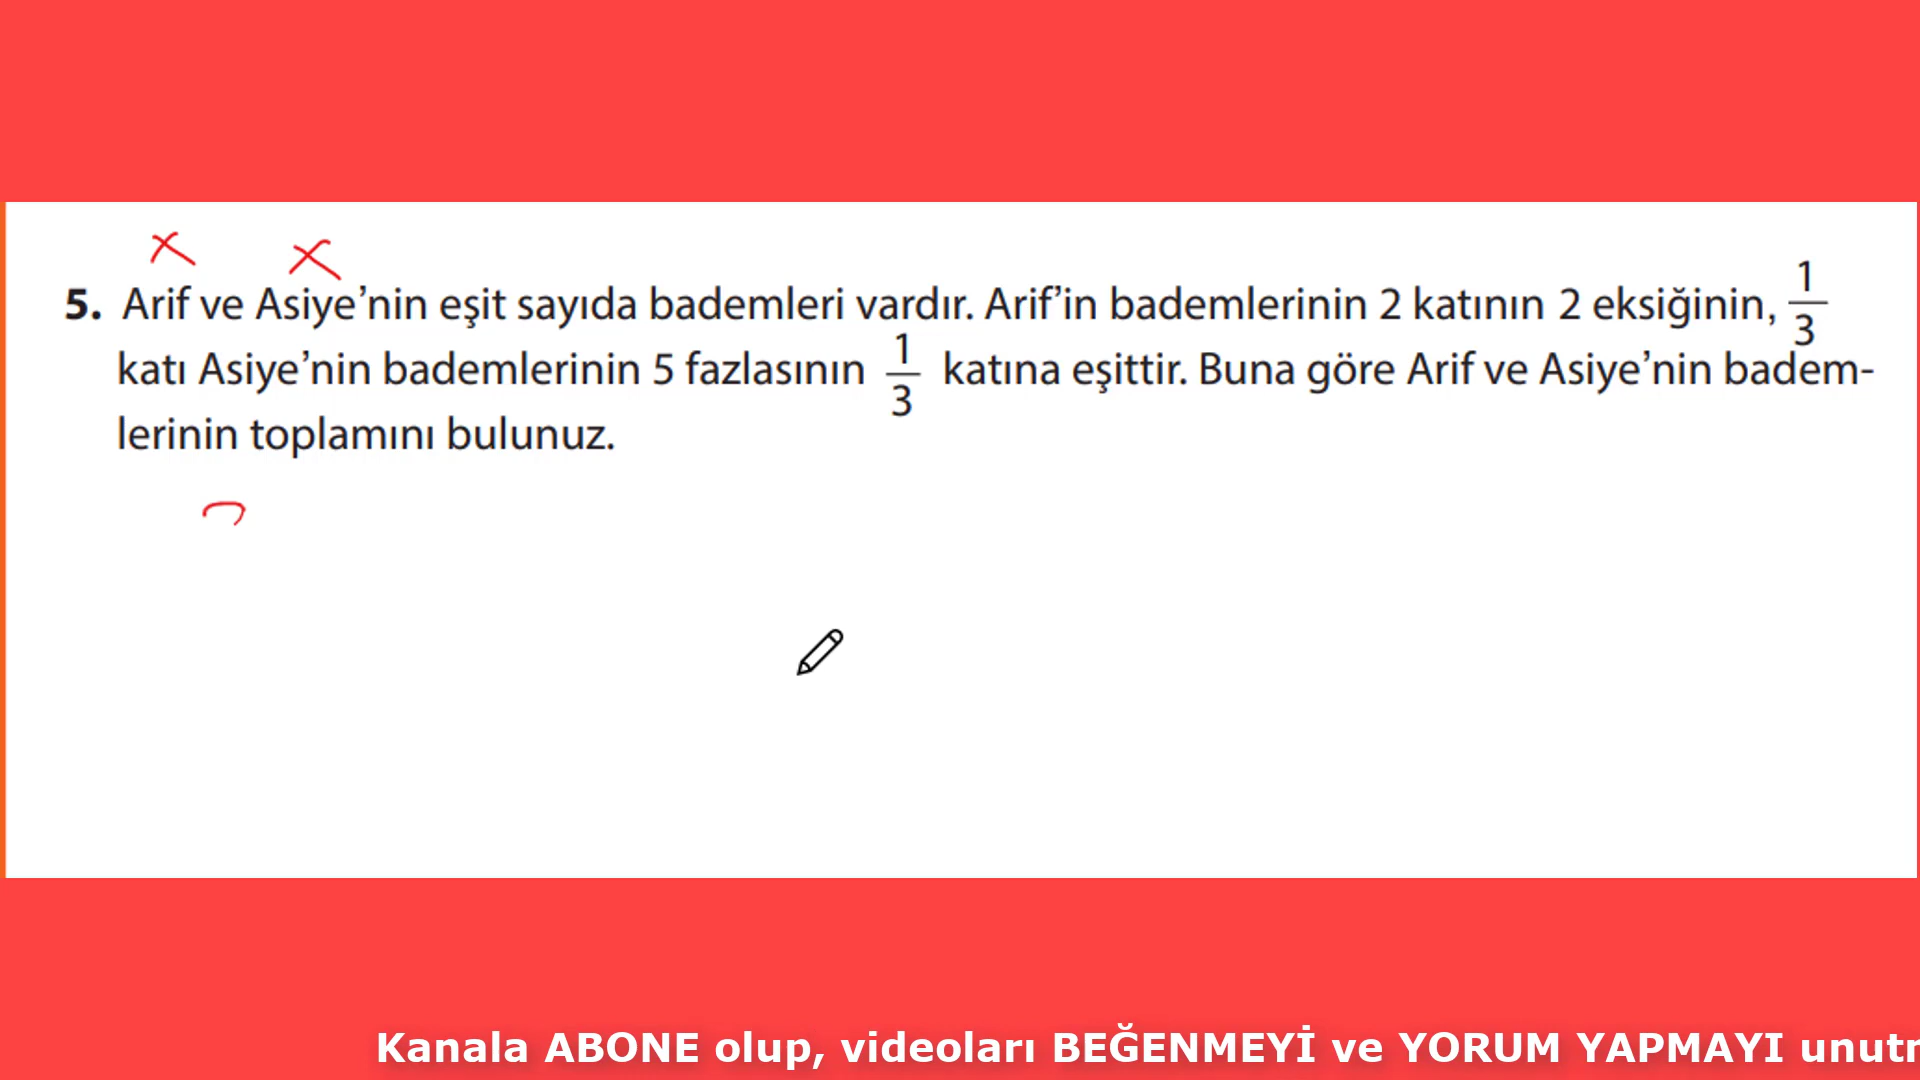 x x
5. Arif ve Asiye’nin eşit sayıda bademleri vardır. Arif’in bademlerinin 2 katının 2 eksiğinin, 1/3
katı Asiye’nin bademlerinin 5 fazlasının 1/3 katına eşittir. Buna göre Arif ve Asiye’nin badem-
lerinin toplamını bulunuz.
Kanala ABONE olup, videoları BEĞENMEYİ ve YORUM YAPMAYI